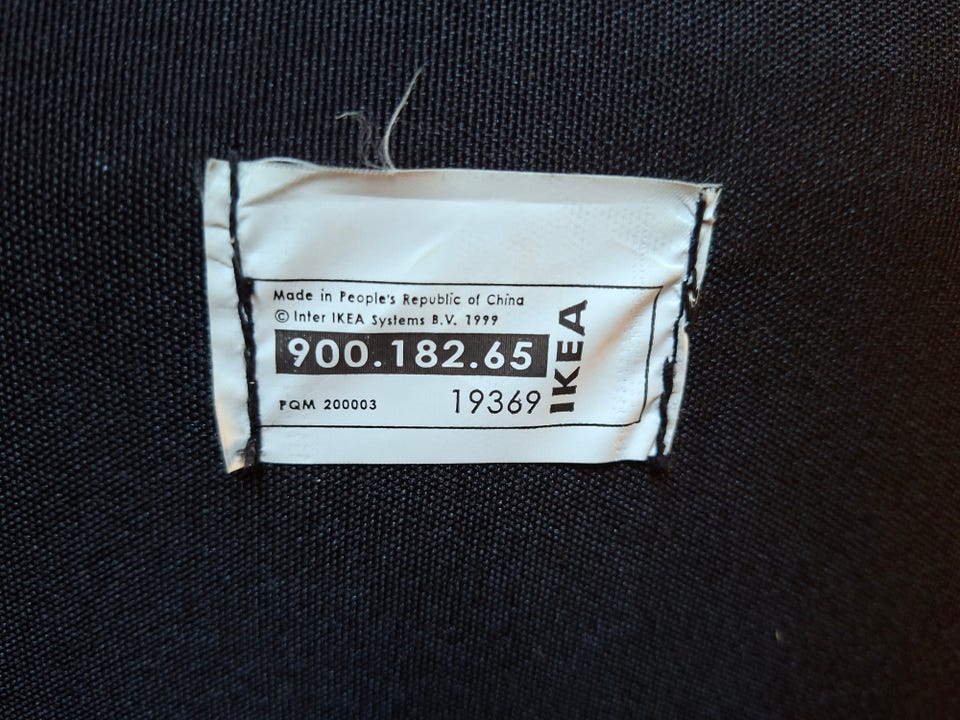 Made in People's Republic of China
© Inter IKEA Systems B.V. 1999
900.182.65
PQM 200003 19369
IKEA